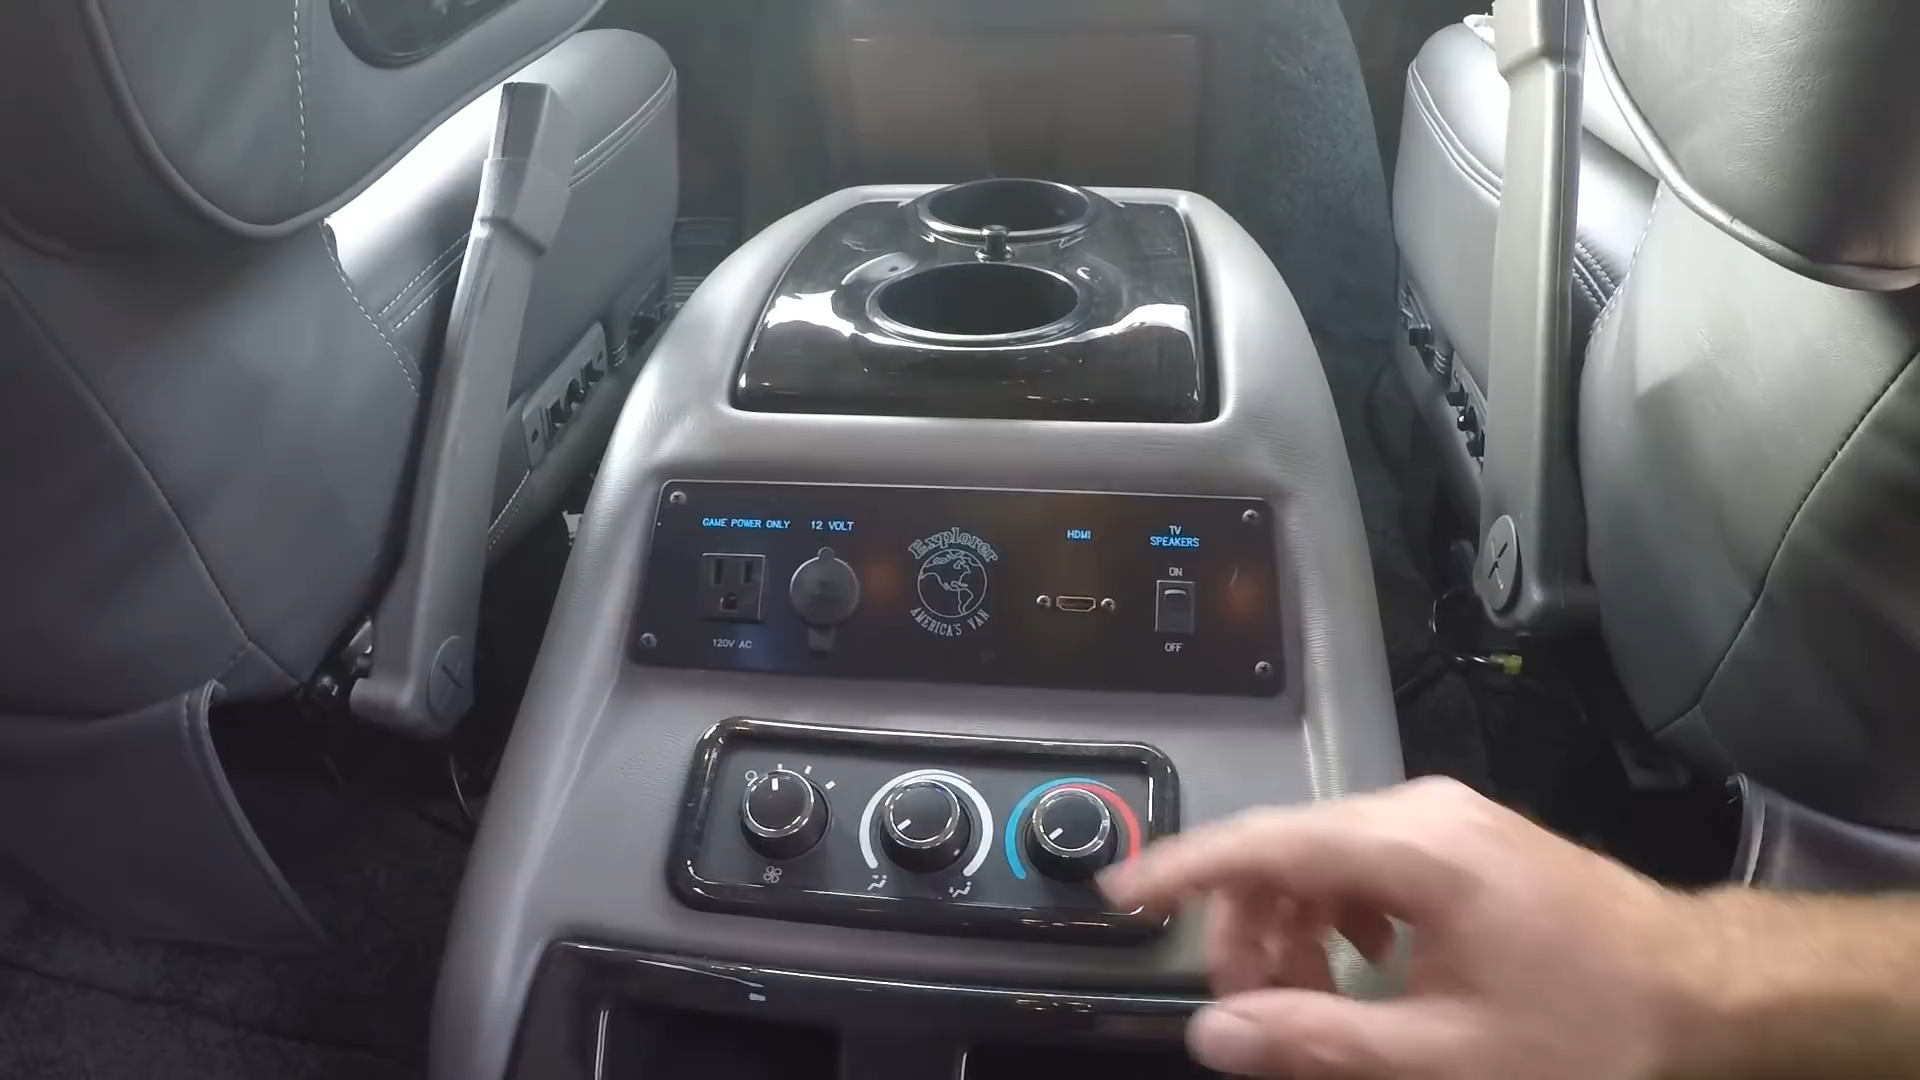 GAME POWER ONLY
12 VOLT
120V AC
Explorer
AMERICA'S VAN
HDMI
TV
SPEAKERS
ON
OFF